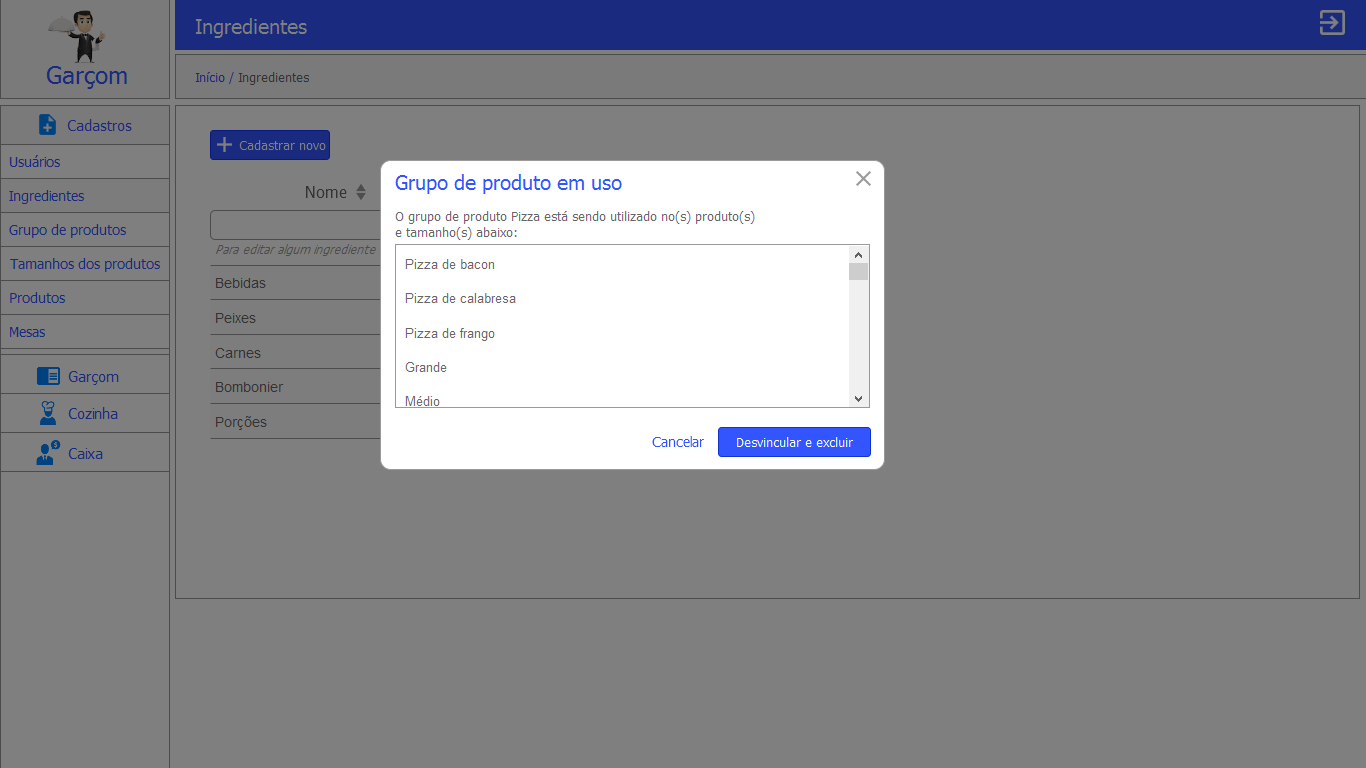 Garçom
Ingredientes
Início / Ingredientes
Cadastros
Usuários
Ingredientes
Grupo de produtos
Tamanhos dos produtos
Produtos
Mesas
Garçom
Cozinha
Caixa
Cadastrar novo
Nome
Para editar algum ingrediente
Bebidas
Peixes
Carnes
Bombonier
Porções
Grupo de produto em uso
O grupo de produto Pizza está sendo utilizado no(s) produto(s)
e tamanho(s) abaixo:
Pizza de bacon
Pizza de calabresa
Pizza de frango
Grande
Médio
Cancelar
Desvincular e excluir